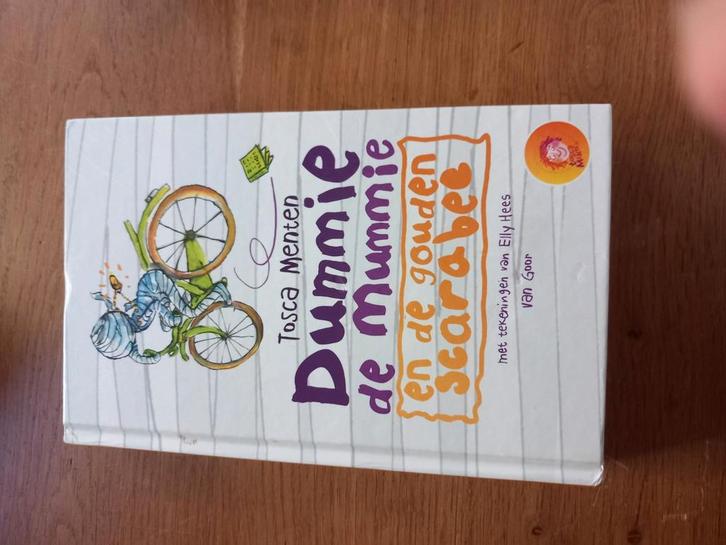 Tosca Menten
Dummie
de mummie
en de gouden
scarabee
met tekeningen van Elly Hees
van Goor